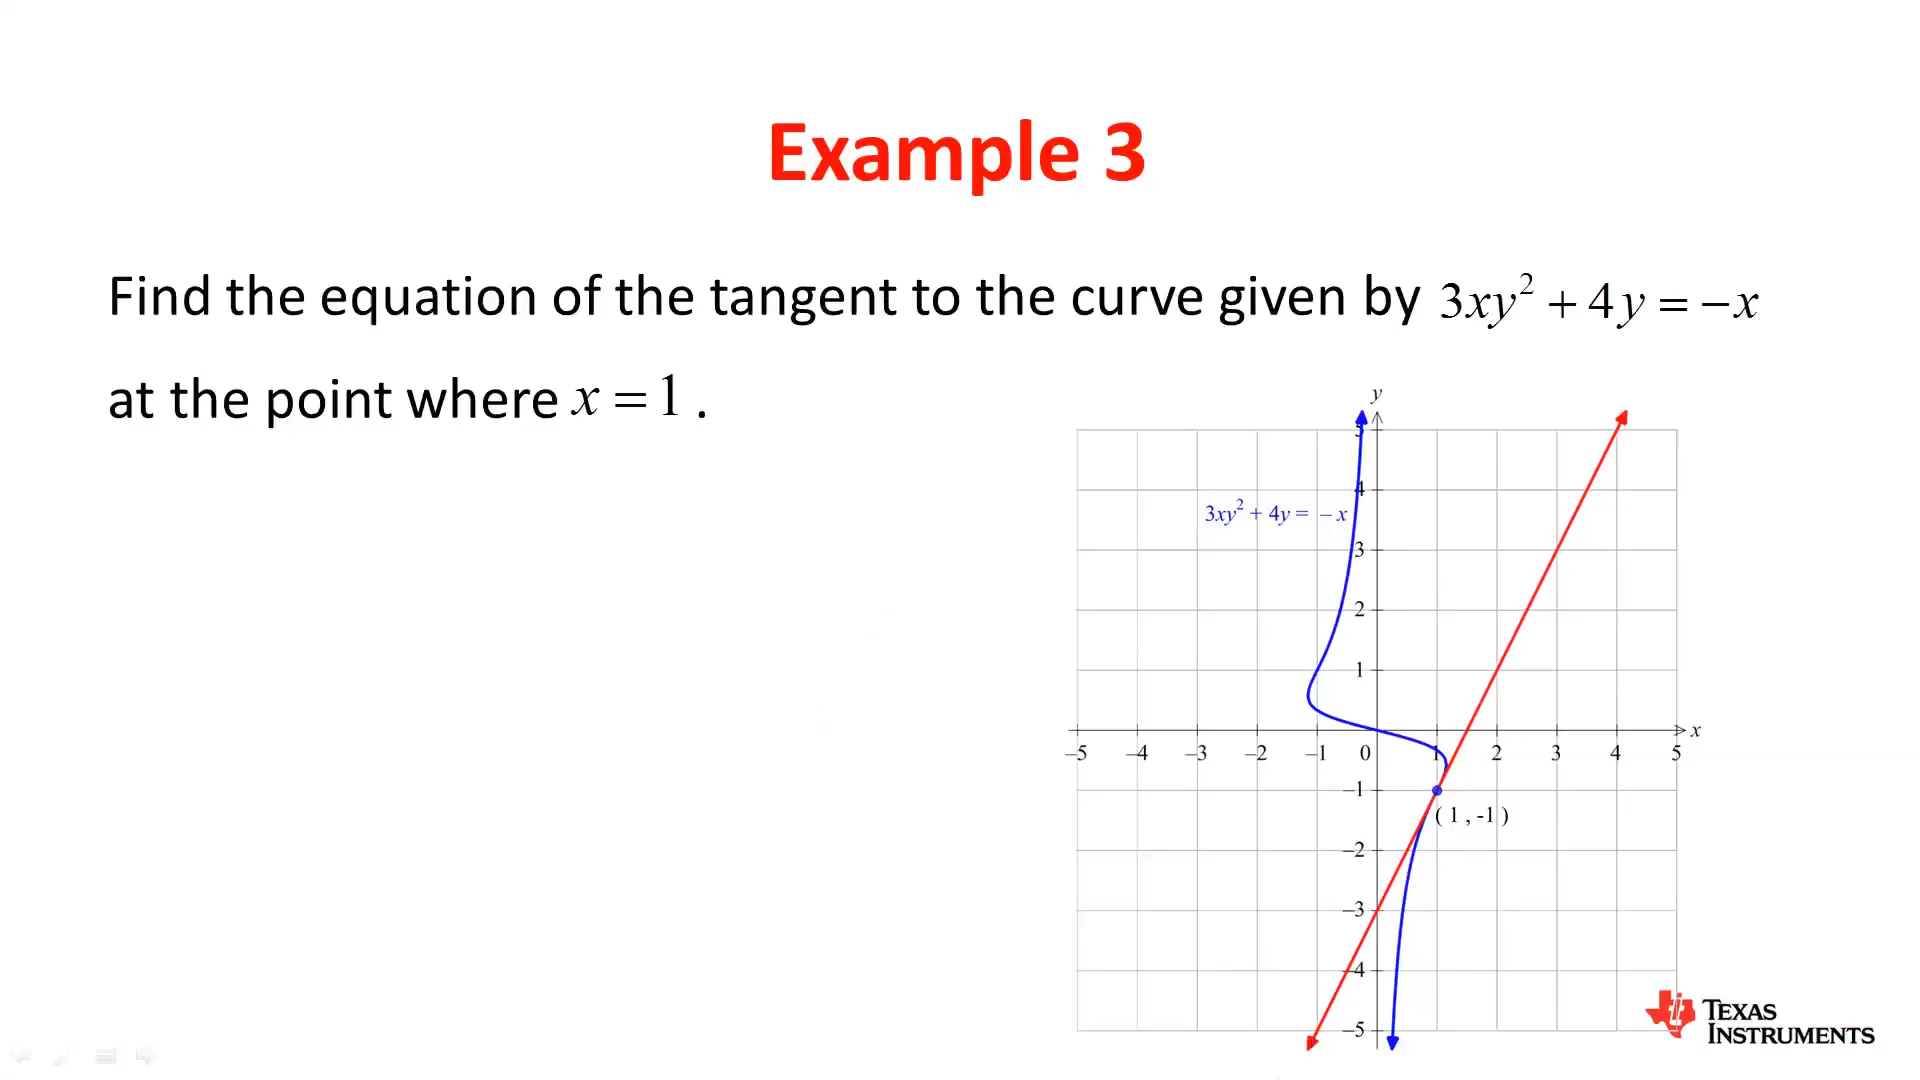 Example 3
Find the equation of the tangent to the curve given by 3xy² + 4y = −x
at the point where x = 1 .
y
5
4
3xy² + 4y = − x
3
2
1
−5 −4 −3 −2 −1 0 1 2 3 4 5 x
−1
( 1 , -1 )
−2
−3
−4
−5
TEXAS
INSTRUMENTS